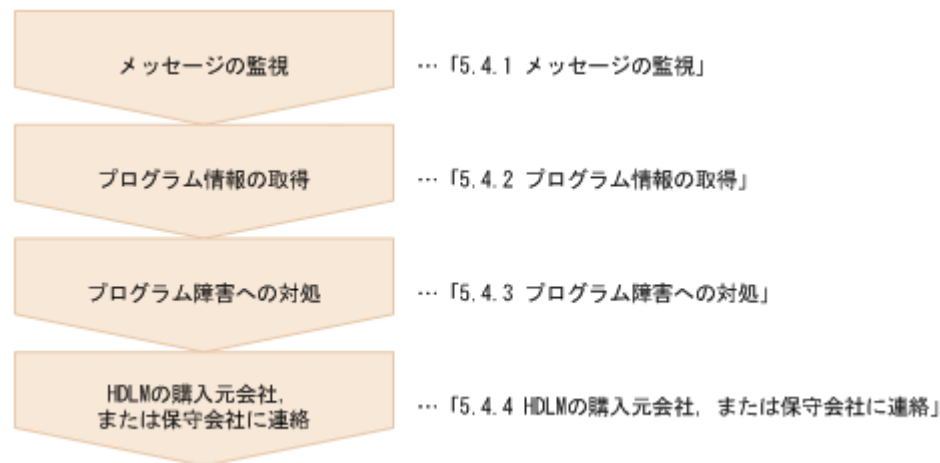 メッセージの監視 … 「5.4.1 メッセージの監視」
プログラム情報の取得 … 「5.4.2 プログラム情報の取得」
プログラム障害への対処 … 「5.4.3 プログラム障害への対処」
HDLMの購入元会社,
または保守会社に連絡 … 「5.4.4 HDLMの購入元会社, または保守会社に連絡」